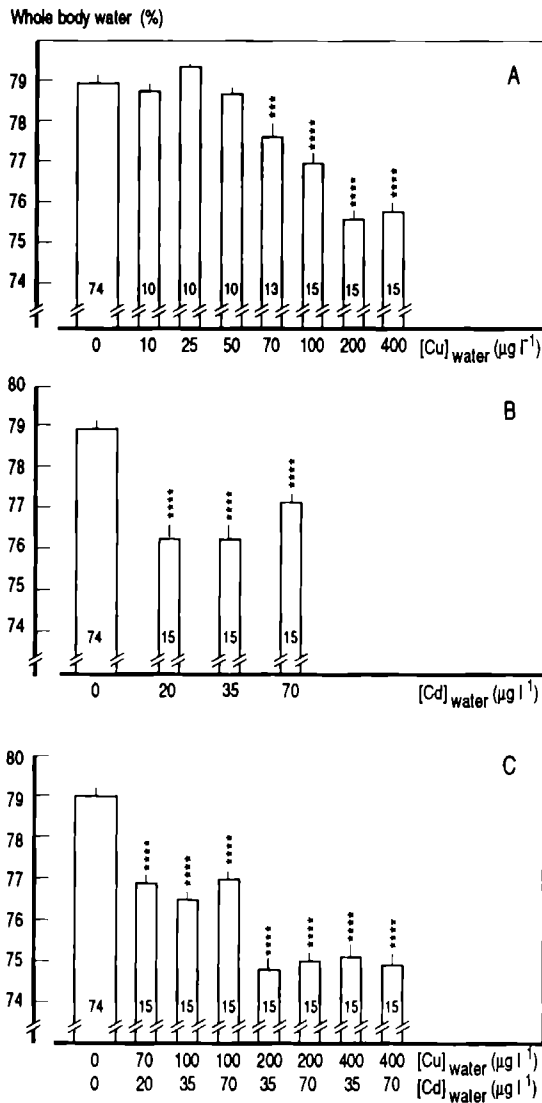 Whole body water (%)
A
79
78
77
76
75
74
*** **** **** ****
74 10 10 10 13 15 15 15
0 10 25 50 70 100 200 400 [Cu] water (µg l⁻¹)
80
B
79
78
77
76
75
74
**** **** ****
74 15 15 15
0 20 35 70 [Cd] water (µg l¹)
80
C
79
78
77
76
75
74
**** **** **** **** **** **** ****
74 15 15 15 15 15 15 15
0 70 100 100 200 200 400 400 [Cu] water (µg l¹)
0 20 35 70 35 70 35 70 [Cd] water (µg l¹)